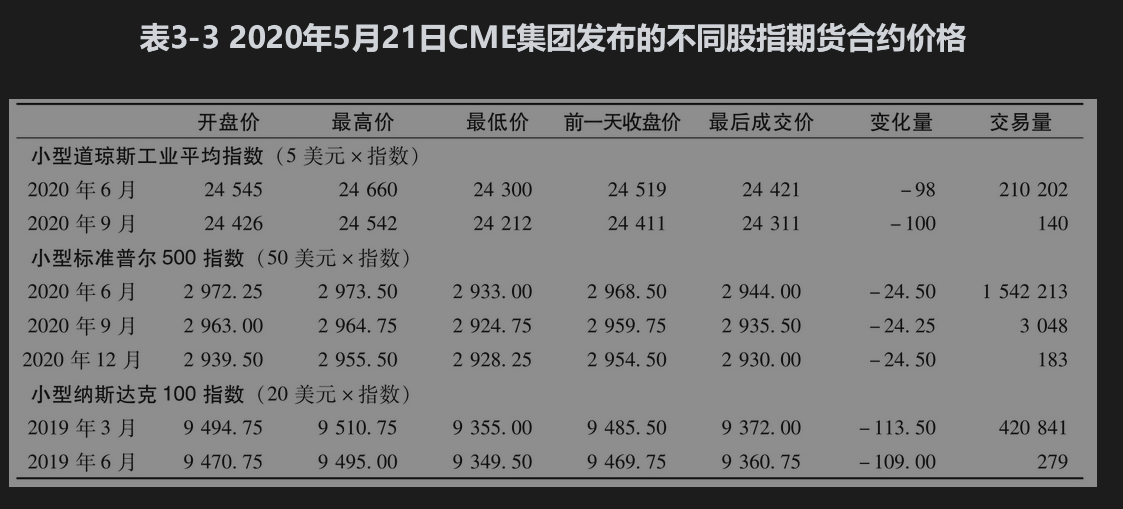 表3-3 2020年5月21日CME集团发布的不同股指期货合约价格
开盘价 最高价 最低价 前一天收盘价 最后成交价 变化量 交易量
小型道琼斯工业平均指数（5 美元×指数）
2020 年 6 月 24 545 24 660 24 300 24 519 24 421 －98 210 202
2020 年 9 月 24 426 24 542 24 212 24 411 24 311 －100 140
小型标准普尔 500 指数（50 美元×指数）
2020 年 6 月 2 972.25 2 973.50 2 933.00 2 968.50 2 944.00 －24.50 1 542 213
2020 年 9 月 2 963.00 2 964.75 2 924.75 2 959.75 2 935.50 －24.25 3 048
2020 年 12 月 2 939.50 2 955.50 2 928.25 2 954.50 2 930.00 －24.50 183
小型纳斯达克 100 指数（20 美元×指数）
2019 年 3 月 9 494.75 9 510.75 9 355.00 9 485.50 9 372.00 －113.50 420 841
2019 年 6 月 9 470.75 9 495.00 9 349.50 9 469.75 9 360.75 －109.00 279